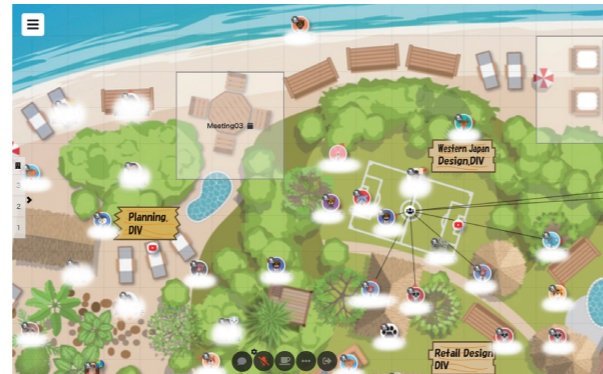 Meeting03
Western Japan
Design,DIV
Planning,
DIV
3
2
1
Retail Design,
DIV